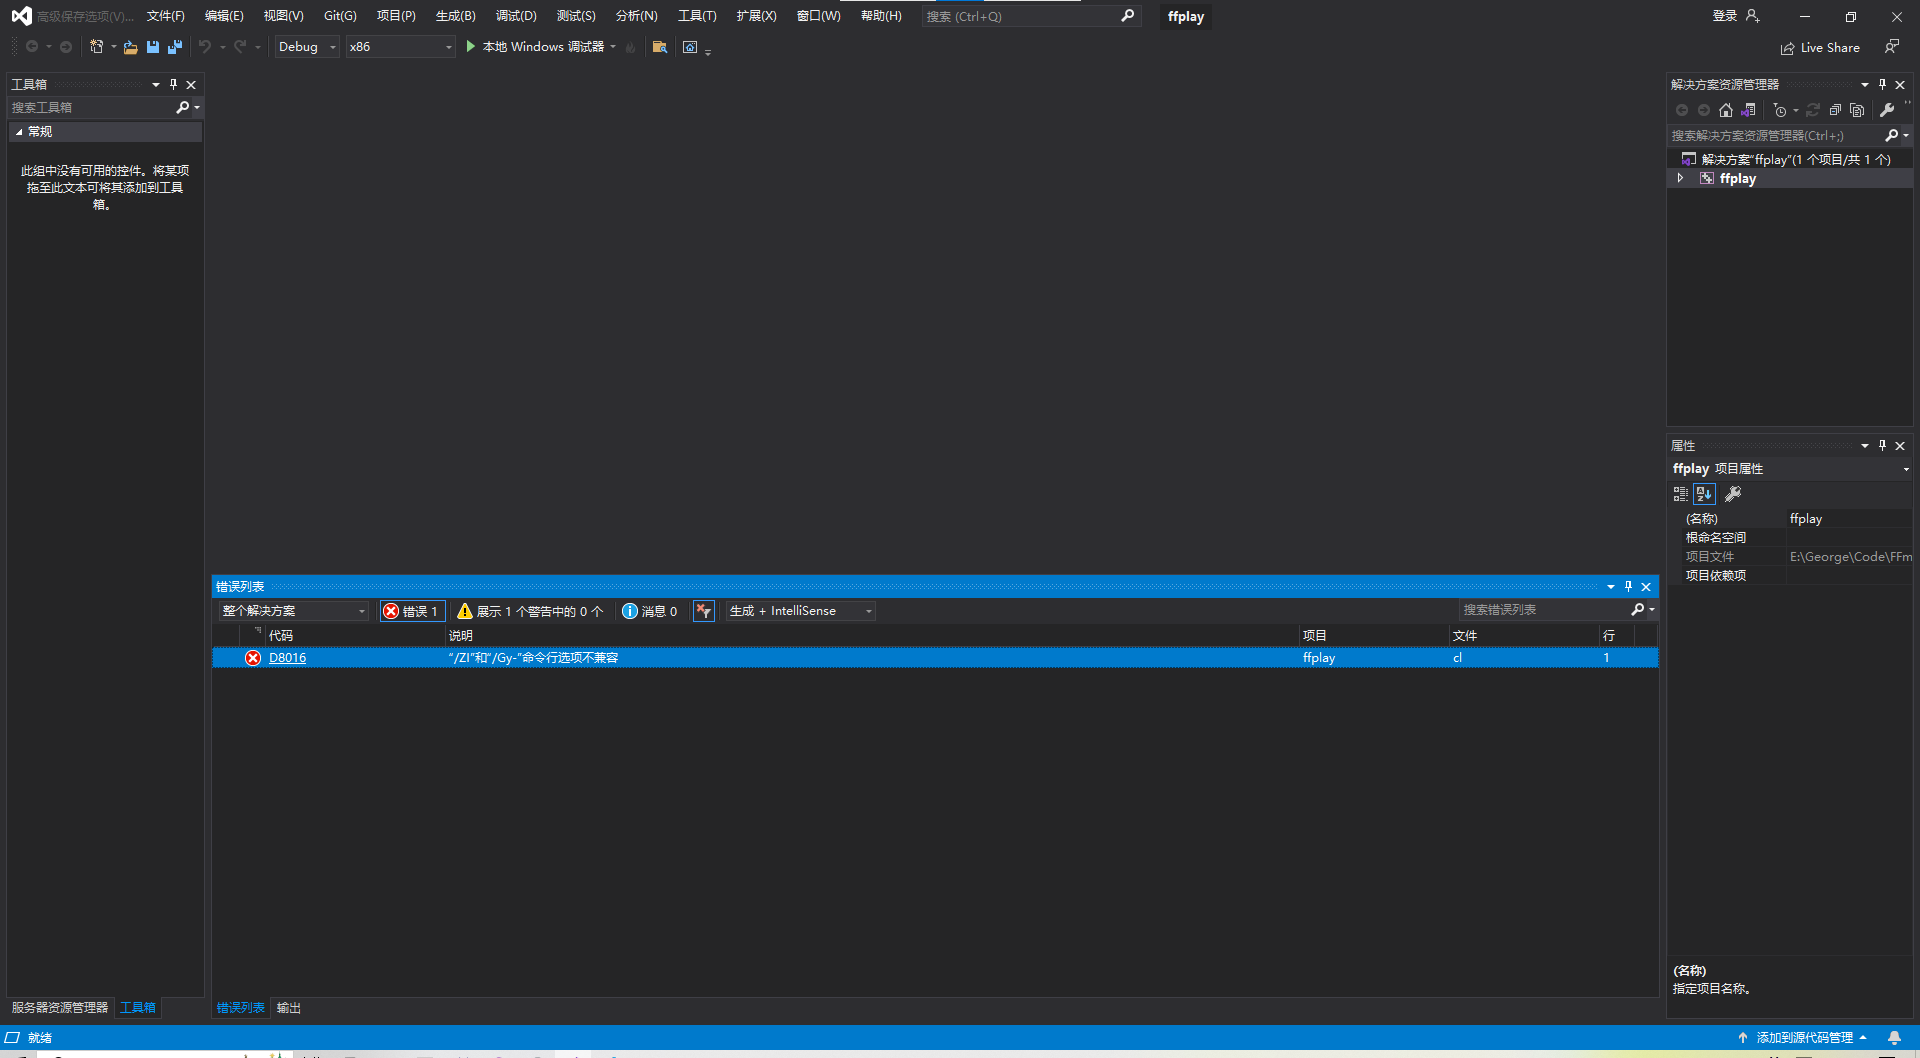 高级保存选项(V)... 文件(F) 编辑(E) 视图(V) Git(G) 项目(P) 生成(B) 调试(D) 测试(S) 分析(N) 工具(T) 扩展(X) 窗口(W) 帮助(H) 搜索 (Ctrl+Q) ffplay 登录
Debug x86 本地 Windows 调试器 Live Share
工具箱
搜索工具箱
常规
此组中没有可用的控件。将某项
拖至此文本可将其添加到工具
箱。
解决方案资源管理器
搜索解决方案资源管理器(Ctrl+;)
解决方案"ffplay"(1 个项目/共 1 个)
ffplay
属性
ffplay 项目属性
(名称) ffplay
根命名空间
项目文件 E:\George\Code\FFm
项目依赖项
(名称)
指定项目名称。
错误列表
整个解决方案 错误 1 展示 1 个警告中的 0 个 消息 0 生成 + IntelliSense 搜索错误列表
代码 说明 项目 文件 行
D8016 "/ZI"和"/Gy-"命令行选项不兼容 ffplay cl 1
服务器资源管理器 工具箱 错误列表 输出
就绪 添加到源代码管理